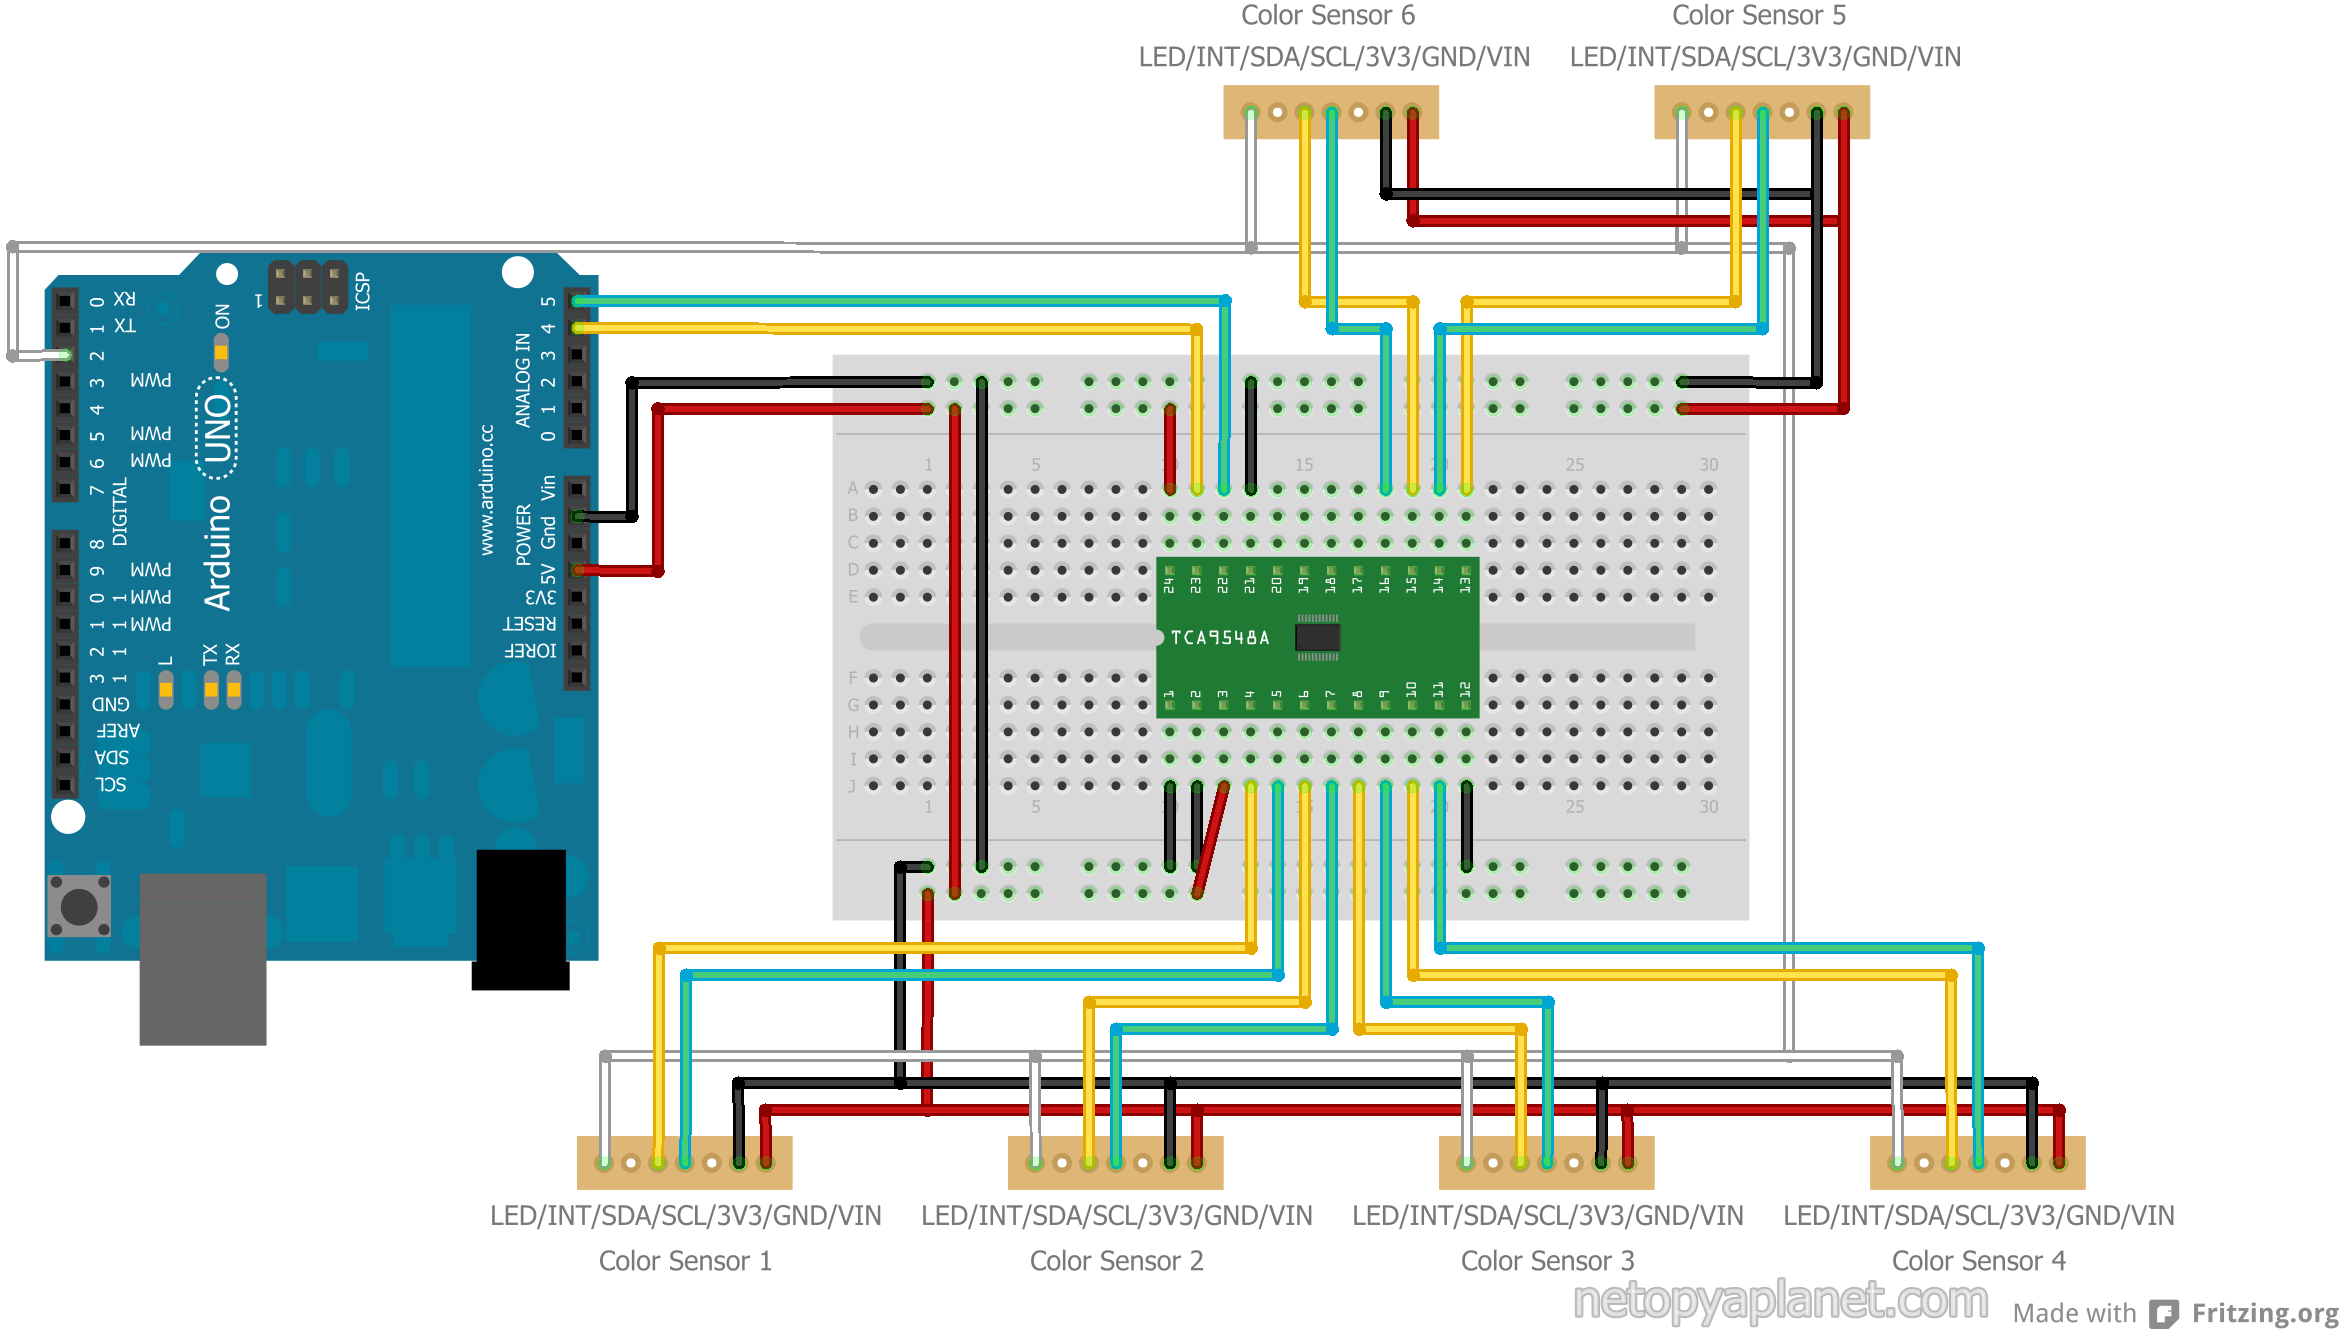 Color Sensor 6
Color Sensor 5
LED/INT/SDA/SCL/3V3/GND/VIN
LED/INT/SDA/SCL/3V3/GND/VIN
RX
0
TX
1
2
PWM
3
4
PWM
5
PWM
6
7
DIGITAL
8
PWM
9
PWM
10
PWM
11
12
13
GND
AREF
SDA
SCL
1
ICSP
ON
Arduino UNO
L
TX
RX
www.arduino.cc
ANALOG IN
5
4
3
2
1
0
POWER
Vin
Gnd
5V
3V3
RESET
IOREF
1 5 15 25 30
A
B
C
D
E
24 23 22 21 20 19 18 17 16 15 14 13
TCA9548A
1 2 3 4 5 6 7 8 9 10 11 12
F
G
H
I
J
1 5 25 30
LED/INT/SDA/SCL/3V3/GND/VIN
LED/INT/SDA/SCL/3V3/GND/VIN
LED/INT/SDA/SCL/3V3/GND/VIN
LED/INT/SDA/SCL/3V3/GND/VIN
Color Sensor 1
Color Sensor 2
Color Sensor 3
Color Sensor 4
netopyaplanet.com
Made with Fritzing.org